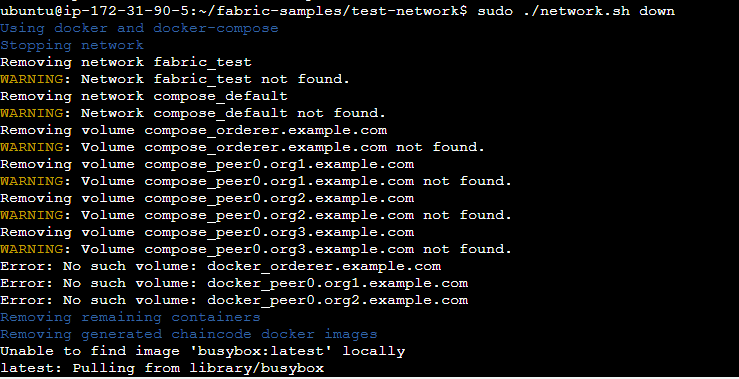 ubuntu@ip-172-31-90-5:~/fabric-samples/test-network$ sudo ./network.sh down
Using docker and docker-compose
Stopping network
Removing network fabric_test
WARNING: Network fabric_test not found.
Removing network compose_default
WARNING: Network compose_default not found.
Removing volume compose_orderer.example.com
WARNING: Volume compose_orderer.example.com not found.
Removing volume compose_peer0.org1.example.com
WARNING: Volume compose_peer0.org1.example.com not found.
Removing volume compose_peer0.org2.example.com
WARNING: Volume compose_peer0.org2.example.com not found.
Removing volume compose_peer0.org3.example.com
WARNING: Volume compose_peer0.org3.example.com not found.
Error: No such volume: docker_orderer.example.com
Error: No such volume: docker_peer0.org1.example.com
Error: No such volume: docker_peer0.org2.example.com
Removing remaining containers
Removing generated chaincode docker images
Unable to find image 'busybox:latest' locally
latest: Pulling from library/busybox